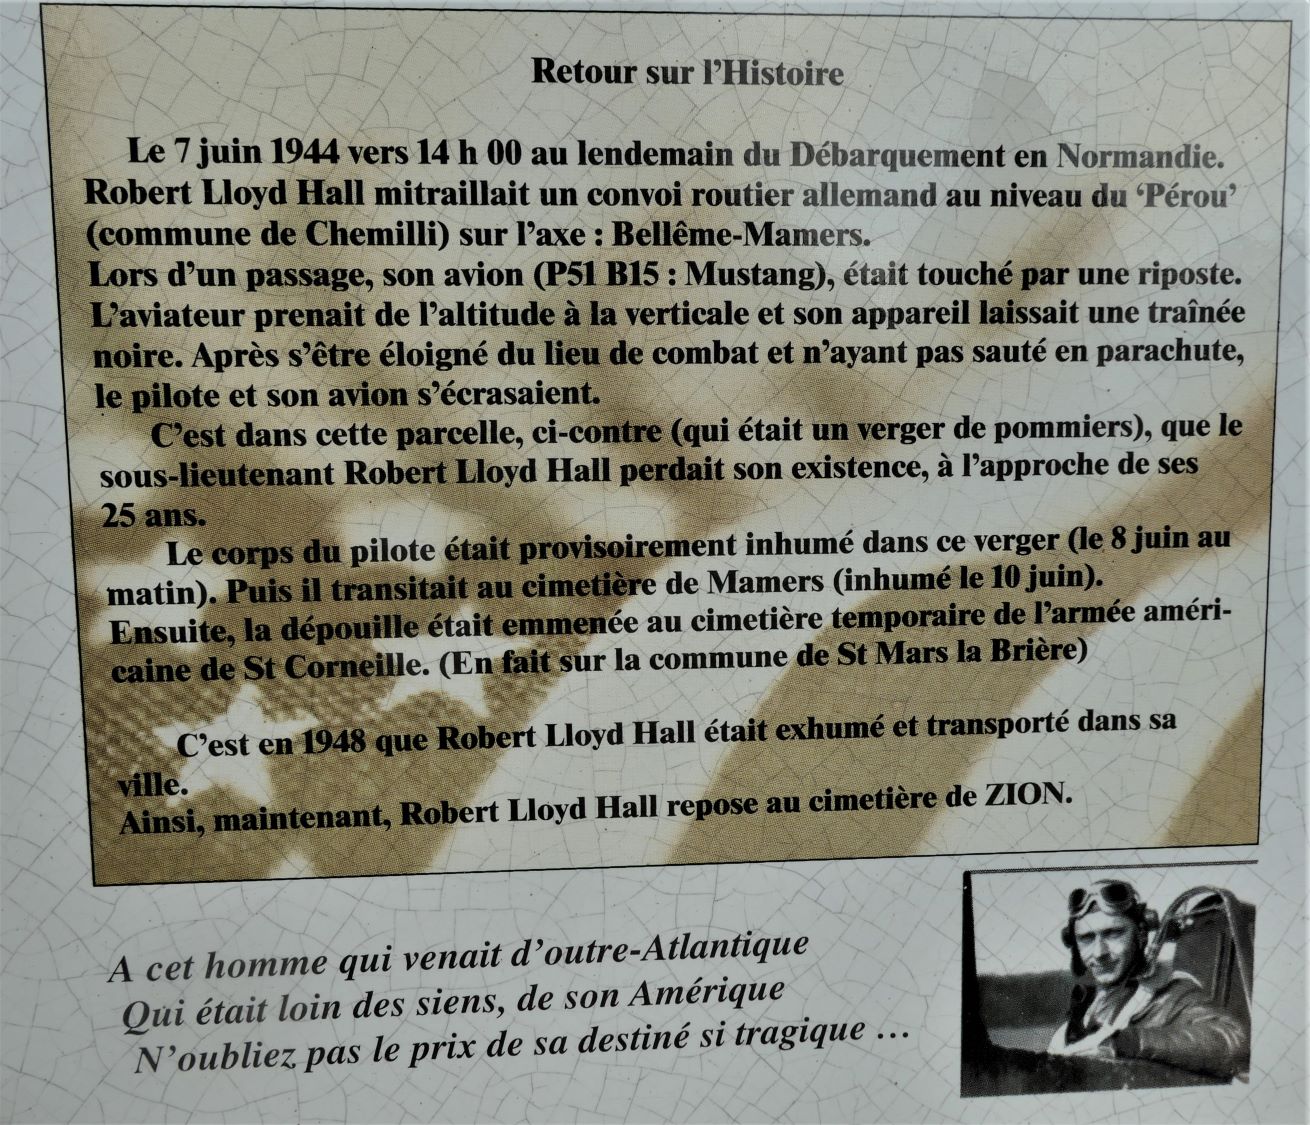 Retour sur l'Histoire
Le 7 juin 1944 vers 14 h 00 au lendemain du Débarquement en Normandie.
Robert Lloyd Hall mitraillait un convoi routier allemand au niveau du ‘Pérou’
(commune de Chemilli) sur l'axe : Bellême-Mamers.
Lors d'un passage, son avion (P51 B15 : Mustang), était touché par une riposte.
L'aviateur prenait de l'altitude à la verticale et son appareil laissait une traînée
noire. Après s'être éloigné du lieu de combat et n'ayant pas sauté en parachute,
le pilote et son avion s'écrasaient.
C'est dans cette parcelle, ci-contre (qui était un verger de pommiers), que le
sous-lieutenant Robert Lloyd Hall perdait son existence, à l'approche de ses
25 ans.
Le corps du pilote était provisoirement inhumé dans ce verger (le 8 juin au
matin). Puis il transitait au cimetière de Mamers (inhumé le 10 juin).
Ensuite, la dépouille était emmenée au cimetière temporaire de l'armée améri-
caine de St Corneille. (En fait sur la commune de St Mars la Brière)
C'est en 1948 que Robert Lloyd Hall était exhumé et transporté dans sa
ville.
Ainsi, maintenant, Robert Lloyd Hall repose au cimetière de ZION.
A cet homme qui venait d'outre-Atlantique
Qui était loin des siens, de son Amérique
N'oubliez pas le prix de sa destiné si tragique ...